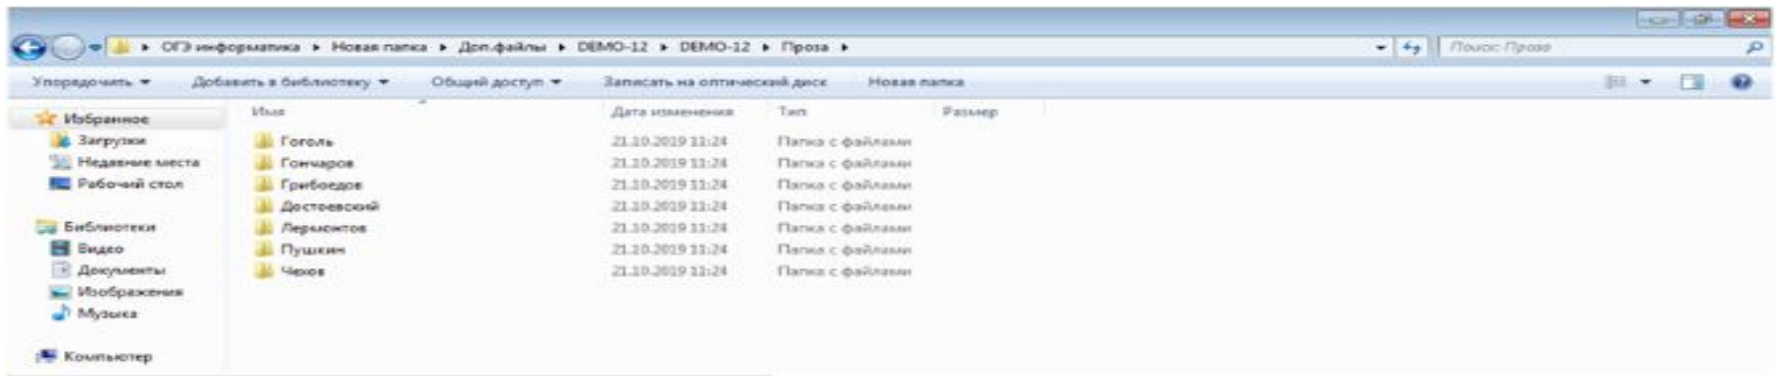 ОГЭ информатика ▸ Новая папка ▸ Доп.файлы ▸ DEMO-12 ▸ DEMO-12 ▸ Проза ▸
Поиск: Проза
Упорядочить Добавить в библиотеку Общий доступ Записать на оптический диск Новая папка
Имя Дата изменения Тип Размер
Избранное
Загрузки
Недавние места
Рабочий стол
Библиотеки
Видео
Документы
Изображения
Музыка
Компьютер
Гоголь 21.10.2019 11:24 Папка с файлами
Гончаров 21.10.2019 11:24 Папка с файлами
Грибоедов 21.10.2019 11:24 Папка с файлами
Достоевский 21.10.2019 11:24 Папка с файлами
Лермонтов 21.10.2019 11:24 Папка с файлами
Пушкин 21.10.2019 11:24 Папка с файлами
Чехов 21.10.2019 11:24 Папка с файлами